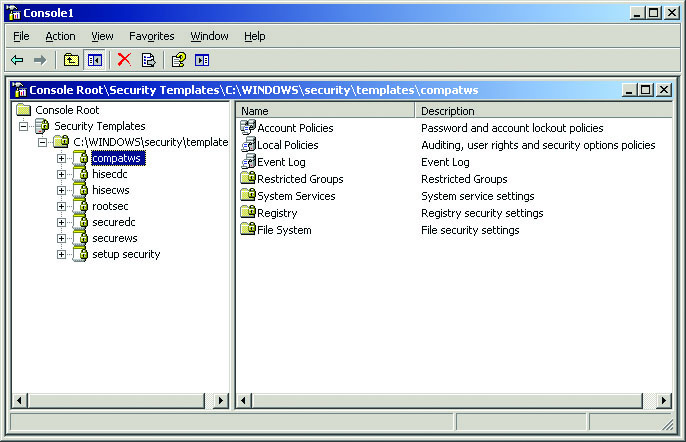 Console1
File Action View Favorites Window Help
Console Root\Security Templates\C:\WINDOWS\security\templates\compatws
Console Root
Security Templates
C:\WINDOWS\security\template
compatws
hisecdc
hisecws
rootsec
securedc
securews
setup security
Name Description
Account Policies Password and account lockout policies
Local Policies Auditing, user rights and security options policies
Event Log Event Log
Restricted Groups Restricted Groups
System Services System service settings
Registry Registry security settings
File System File security settings